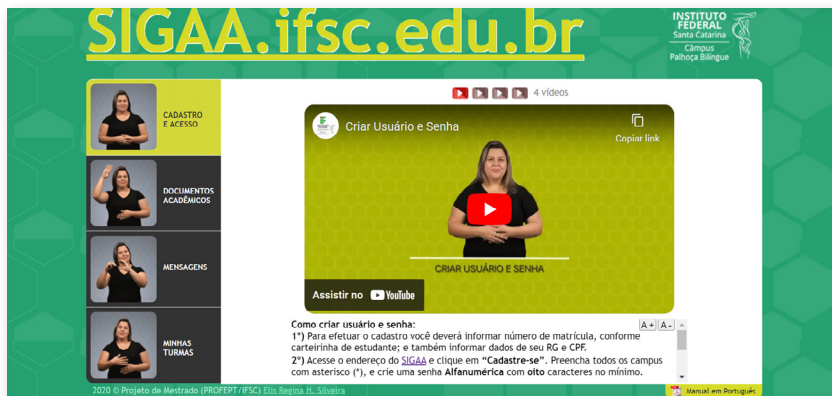 SIGAA.ifsc.edu.br
INSTITUTO
FEDERAL
Santa Catarina
Câmpus
Palhoça Bilíngue
CADASTRO
E ACESSO
DOCUMENTOS
ACADÊMICOS
MENSAGENS
MINHAS
TURMAS
4 vídeos
Criar Usuário e Senha
Copiar link
CRIAR USUÁRIO E SENHA
Assistir no YouTube
Como criar usuário e senha:
A+ A-
1°) Para efetuar o cadastro você deverá informar número de matrícula, conforme
carteirinha de estudante; e também informar dados de seu RG e CPF.
2°) Acesse o endereço do SIGAA e clique em “Cadastre-se”. Preencha todos os campus
com asterisco (*), e crie uma senha Alfanumérica com oito caracteres no mínimo.
2020 © Projeto de Mestrado (PROFEPT/IFSC) Elis Regina H. Silveira
Manual em Português